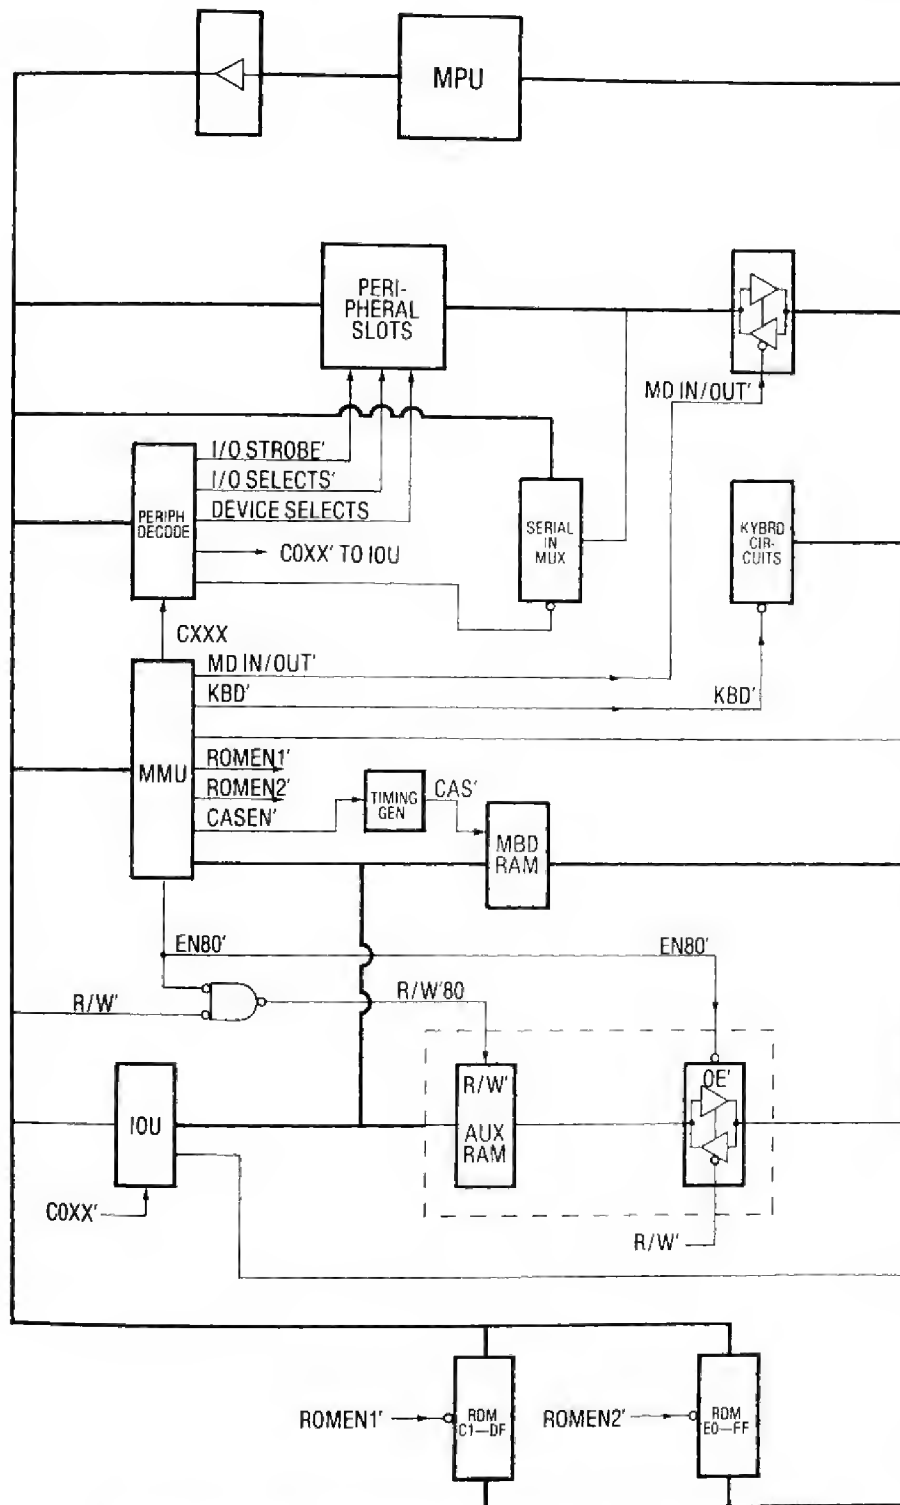 MPU
PERI-
PHERAL
SLOTS
MD IN/OUT'
I/O STROBE'
I/O SELECTS'
DEVICE SELECTS
PERIPH
DECODE
C0XX' TO IOU
SERIAL
IN
MUX
KYBRD
CIR-
CUITS
CXXX
MD IN/OUT'
KBD'
KBD'
MMU
ROMEN1'
ROMEN2'
CASEN'
TIMING
GEN
CAS'
MBD
RAM
EN80'
EN80'
R/W'
R/W'80
IOU
R/W'
AUX
RAM
OE'
C0XX'
R/W'
ROMEN1'
ROM
C1—DF
ROMEN2'
ROM
E0—FF